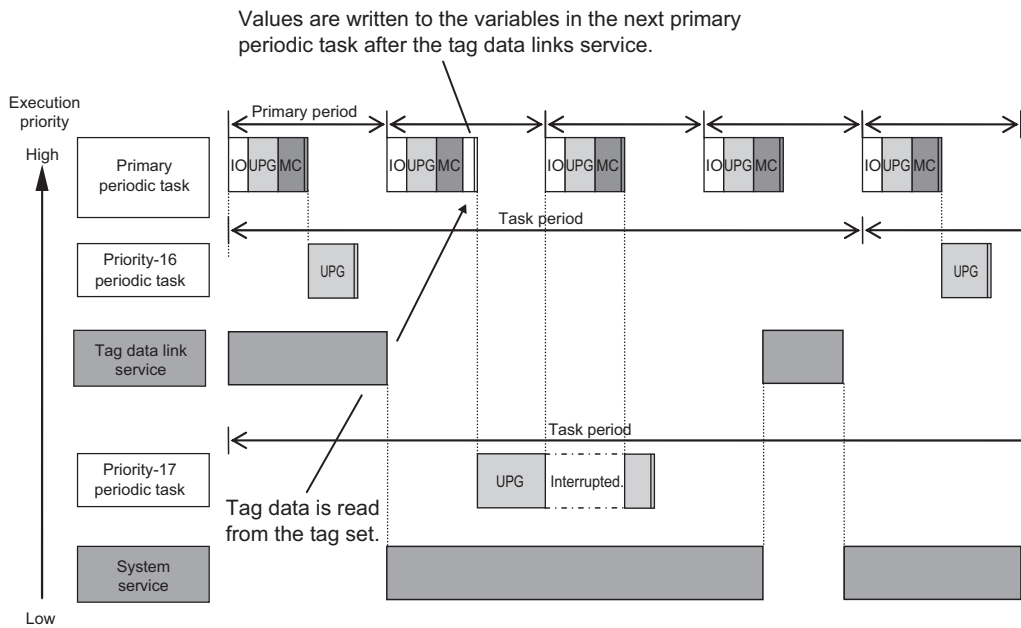 Values are written to the variables in the next primary
periodic task after the tag data links service.
Execution
priority
High
Primary period
Primary
periodic task
IO UPG MC
IO UPG MC
IO UPG MC
IO UPG MC
IO UPG MC
Task period
Priority-16
periodic task
UPG
UPG
Tag data link
service
Task period
Priority-17
periodic task
UPG
Interrupted.
Tag data is read
from the tag set.
System
service
Low